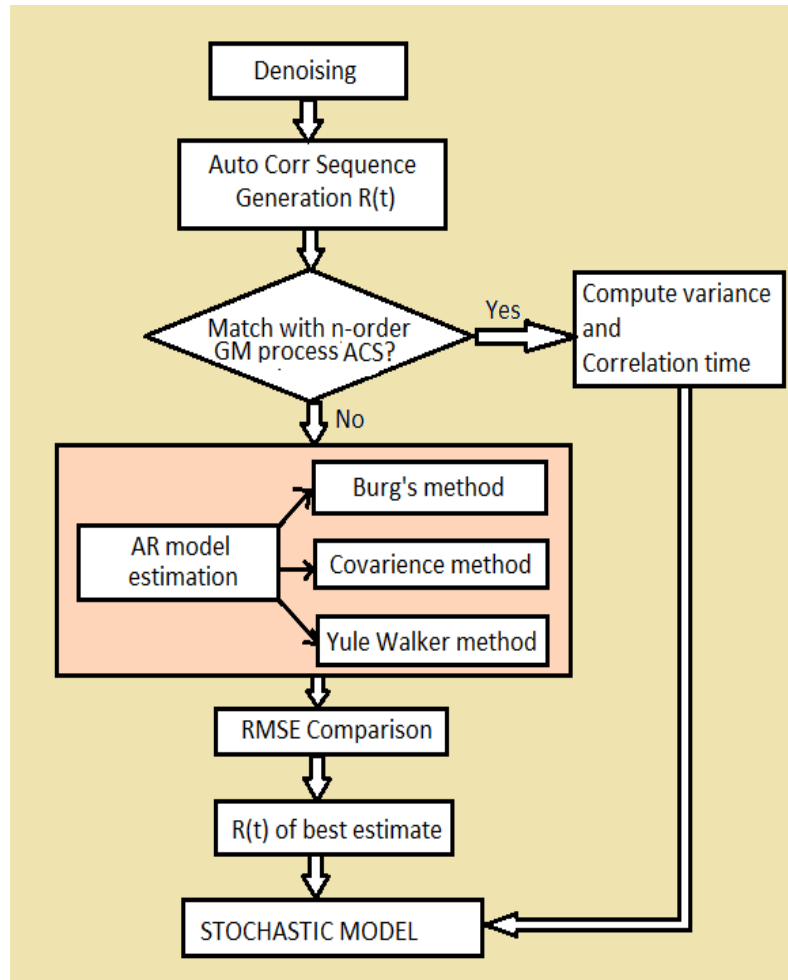 Denoising
Auto Corr Sequence
Generation R(t)
Match with n-order
GM process ACS?
Yes
Compute variance
and
Correlation time
No
AR model
estimation
Burg's method
Covarience method
Yule Walker method
RMSE Comparison
R(t) of best estimate
STOCHASTIC MODEL